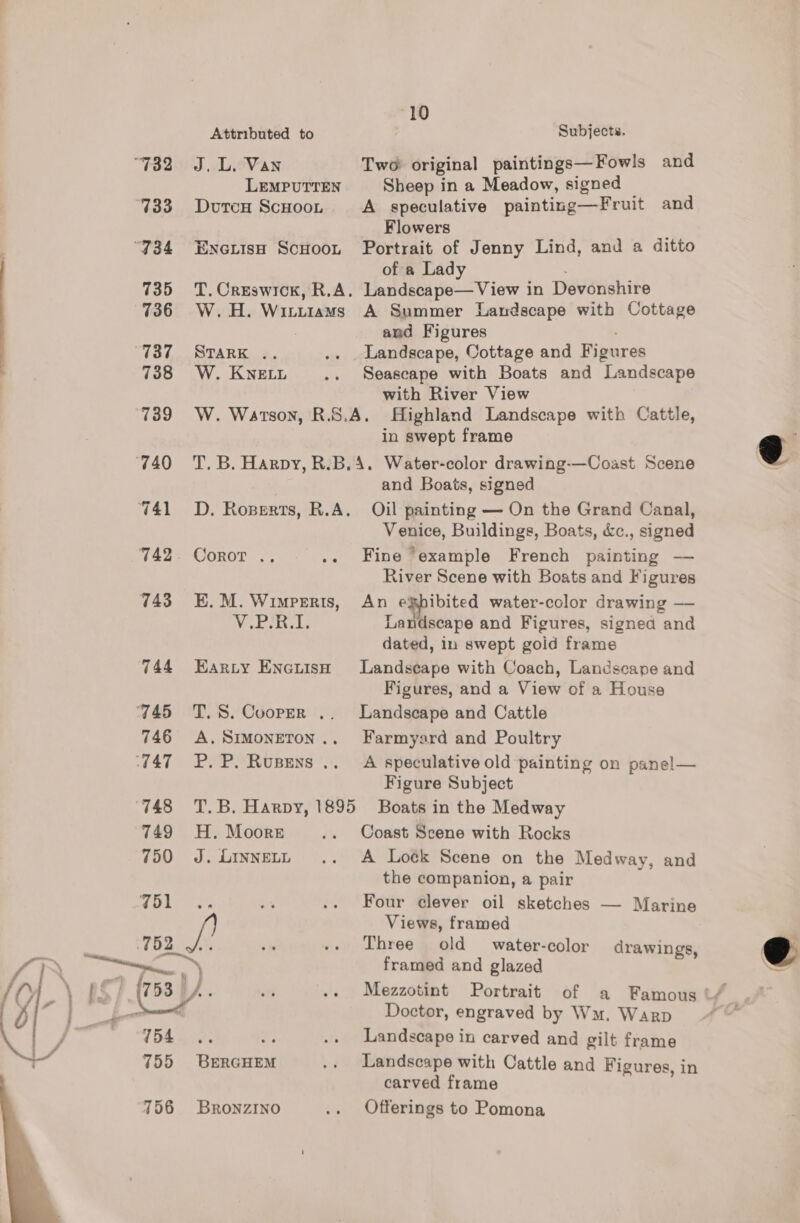 10
Attributed to Subjects.
732 J. L. VAN Two original paintings—Fowls and
LEMPUTTEN Sheep in a Meadow, signed
733 DUTCH SCHOOL A speculative painting—Fruit and
Flowers
734 ENGLISH SCHOOL Portrait of Jenny Lind, and a ditto
of a Lady
735 T. CRESWICK, R.A. Landscape—View in Devonshire
736 W. H. WILLIAMS A Summer Landscape with Cottage
and Figures
737 STARK .. .. Landscape, Cottage and Figures
738 W. KNELL .. Seascape with Boats and Landscape
with River View
739 W. WATSON, R.S.A. Highland Landscape with Cattle,
in swept frame
740 T. B. HARDY, R.B.A. Water-color drawing—Coast Scene
and Boats, signed
741 D. ROBERTS, R.A. Oil painting — On the Grand Canal,
Venice, Buildings, Boats, &c., signed
742 COROT .. .. Fine example French painting —
River Scene with Boats and Figures
743 E. M. WIMPERIS, An exhibited water-color drawing —
V.P.R.I. Landscape and Figures, signed and
dated, in swept gold frame
744 EARLY ENGLISH Landscape with Coach, Landscape and
Figures, and a View of a House
745 T. S. COOPER .. Landscape and Cattle
746 A. SIMONETON .. Farmyard and Poultry
747 P. P. RUBENS .. A speculative old painting on panel—
Figure Subject
748 T. B. HARDY, 1895 Boats in the Medway
749 H. MOORE .. Coast Scene with Rocks
750 J. LINNELL .. A Lock Scene on the Medway, and
the companion, a pair
751 .. .. .. Four clever oil sketches — Marine
Views, framed
752 .. .. .. Three old water-color drawings,
framed and glazed
753 .. .. .. Mezzotint Portrait of a Famous
Doctor, engraved by WM. WARD
754 .. .. .. Landscape in carved and gilt frame
755 BERGHEM .. Landscape with Cattle and Figures, in
carved frame
756 BRONZINO .. Offerings to Pomona